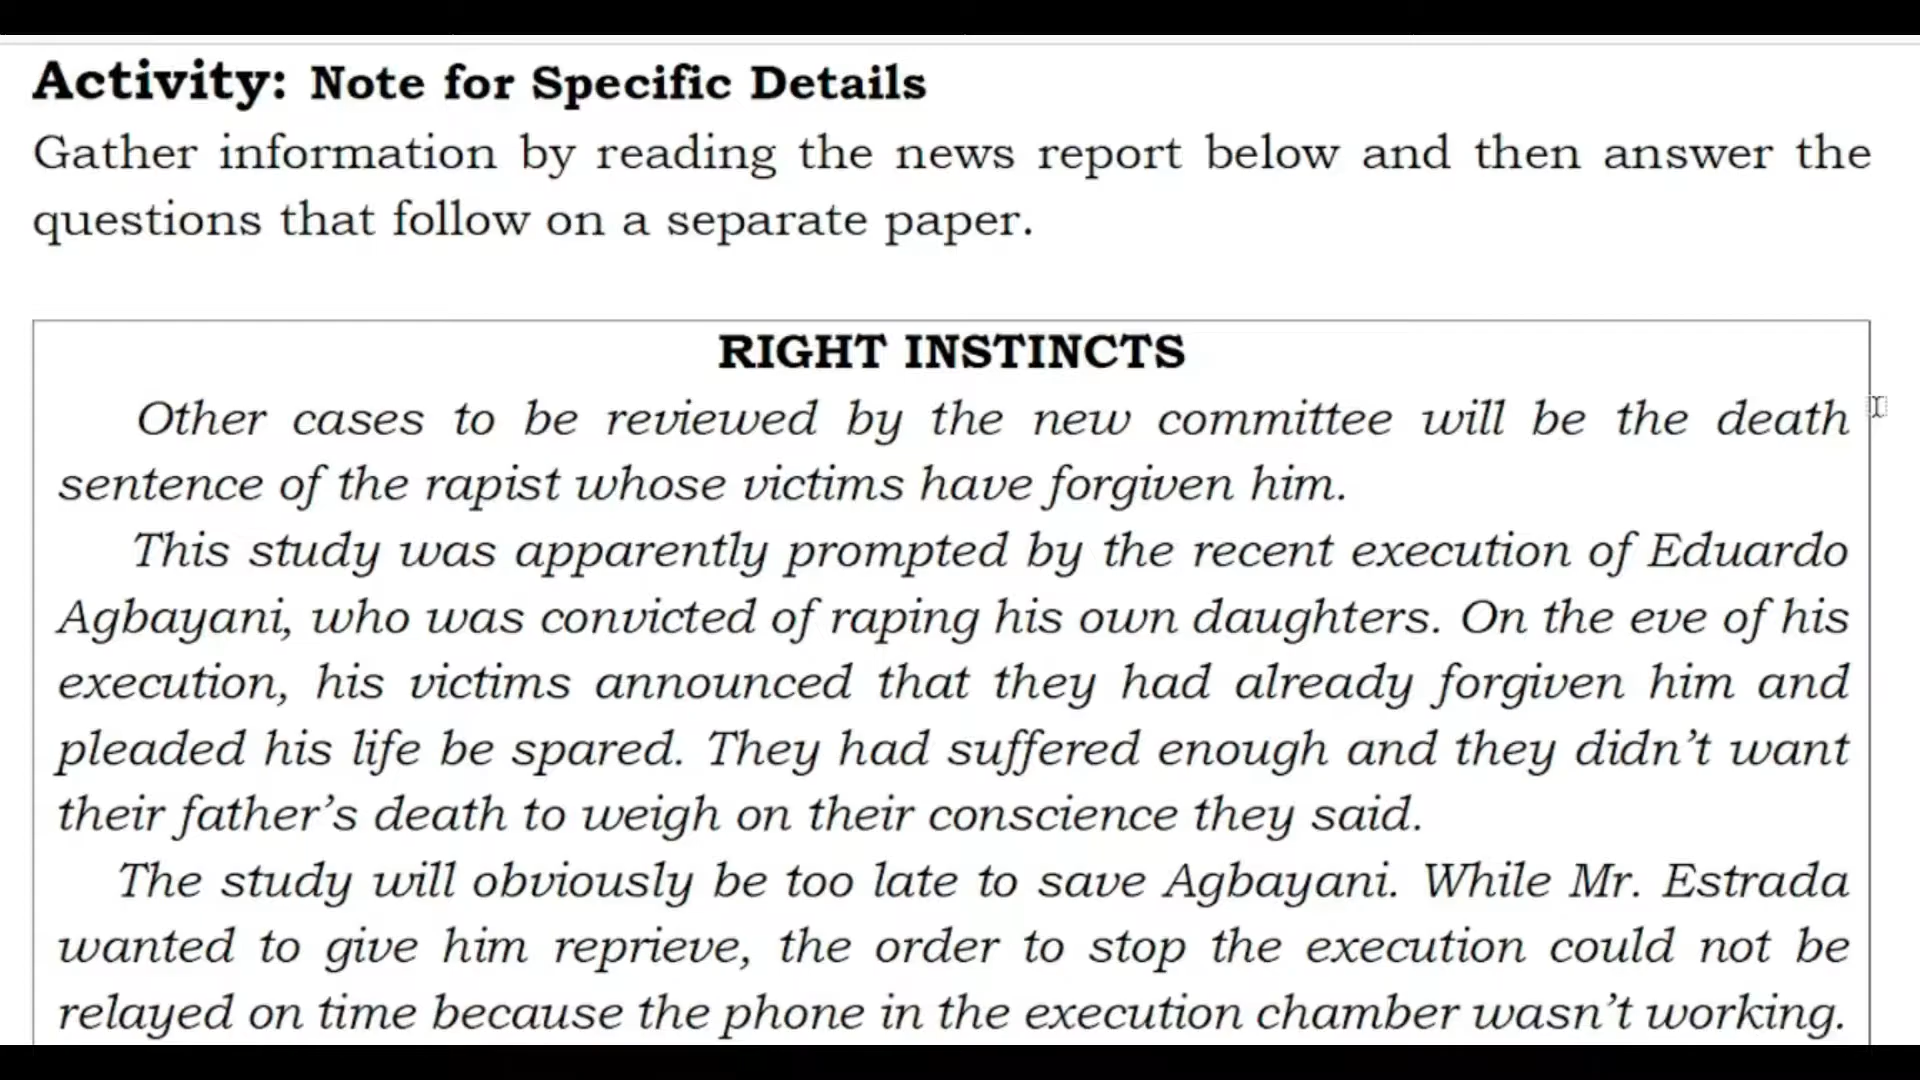 Activity: Note for Specific Details
Gather information by reading the news report below and then answer the
questions that follow on a separate paper.
RIGHT INSTINCTS
Other cases to be reviewed by the new committee will be the death
sentence of the rapist whose victims have forgiven him.
This study was apparently prompted by the recent execution of Eduardo
Agbayani, who was convicted of raping his own daughters. On the eve of his
execution, his victims announced that they had already forgiven him and
pleaded his life be spared. They had suffered enough and they didn’t want
their father’s death to weigh on their conscience they said.
The study will obviously be too late to save Agbayani. While Mr. Estrada
wanted to give him reprieve, the order to stop the execution could not be
relayed on time because the phone in the execution chamber wasn’t working.